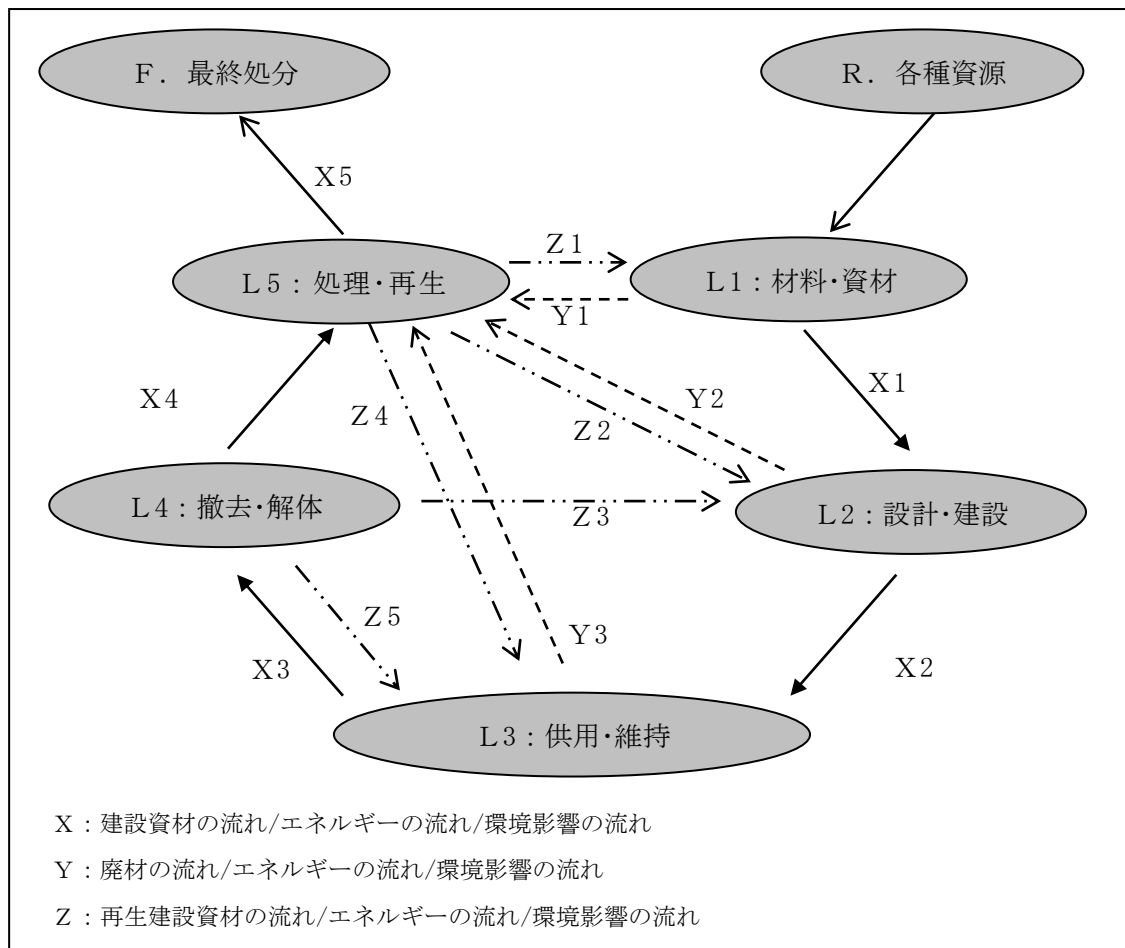 F．最終処分
R．各種資源
X5
Z1
L5：処理・再生
L1：材料・資材
Y1
X1
X4
Y2
Z4
Z2
L4：撤去・解体
Z3
L2：設計・建設
Z5
Y3
X3
X2
L3：供用・維持
X：建設資材の流れ/エネルギーの流れ/環境影響の流れ
Y：廃材の流れ/エネルギーの流れ/環境影響の流れ
Z：再生建設資材の流れ/エネルギーの流れ/環境影響の流れ